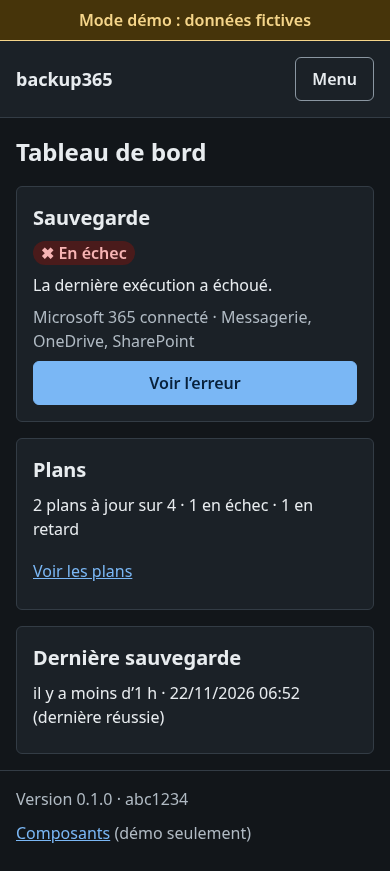 Mode démo : données fictives
backup365
Menu
Tableau de bord
Sauvegarde
✖ En échec
La dernière exécution a échoué.
Microsoft 365 connecté · Messagerie,
OneDrive, SharePoint
Voir l’erreur
Plans
2 plans à jour sur 4 · 1 en échec · 1 en
retard
Voir les plans
Dernière sauvegarde
il y a moins d’1 h · 22/11/2026 06:52
(dernière réussie)
Version 0.1.0 · abc1234
Composants (démo seulement)